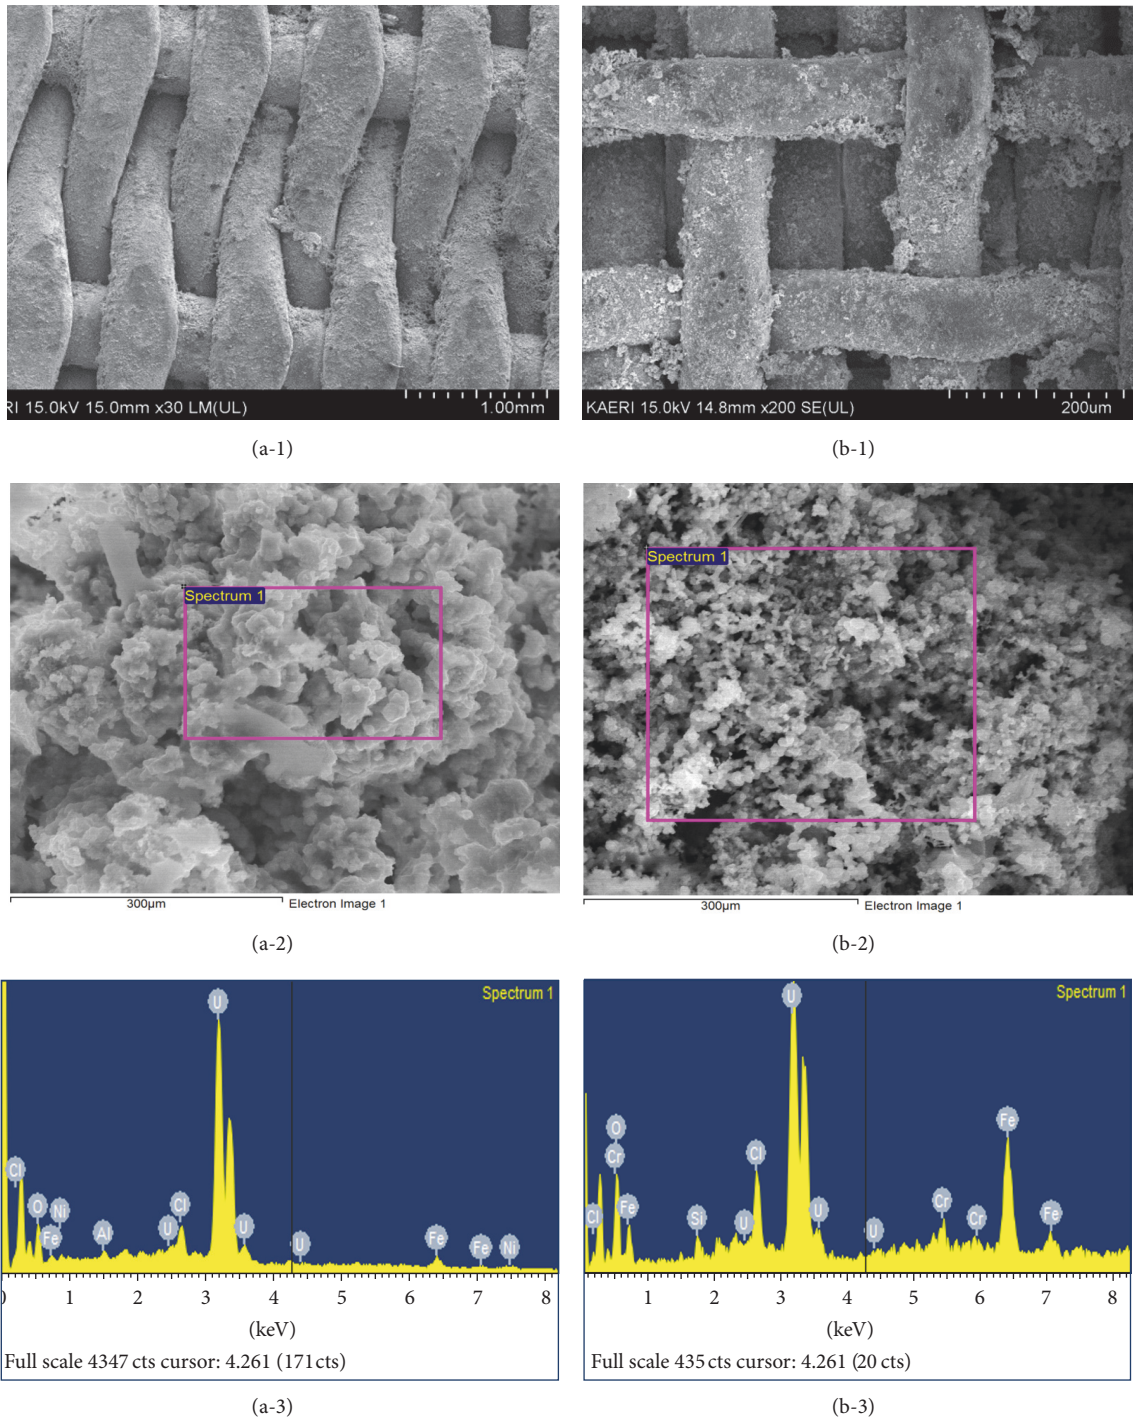 RI 15.0kV 15.0mm x30 LM(UL) 1.00mm
KAERI 15.0kV 14.8mm x200 SE(UL) 200um
(a-1) (b-1)
Spectrum 1
Spectrum 1
300μm Electron Image 1
300μm Electron Image 1
(a-2) (b-2)
Spectrum 1
U
Cl
O
Ni
Fe
Al
U
Cl
U
U
Fe
Fe
Ni
0 1 2 3 4 5 6 7 8
(keV)
Full scale 4347 cts cursor: 4.261 (171 cts)
Spectrum 1
U
O
Cr
Cl
Fe
Si
U
Cl
U
U
Cr
Cr
Fe
Fe
1 2 3 4 5 6 7 8
(keV)
Full scale 435 cts cursor: 4.261 (20 cts)
(a-3) (b-3)